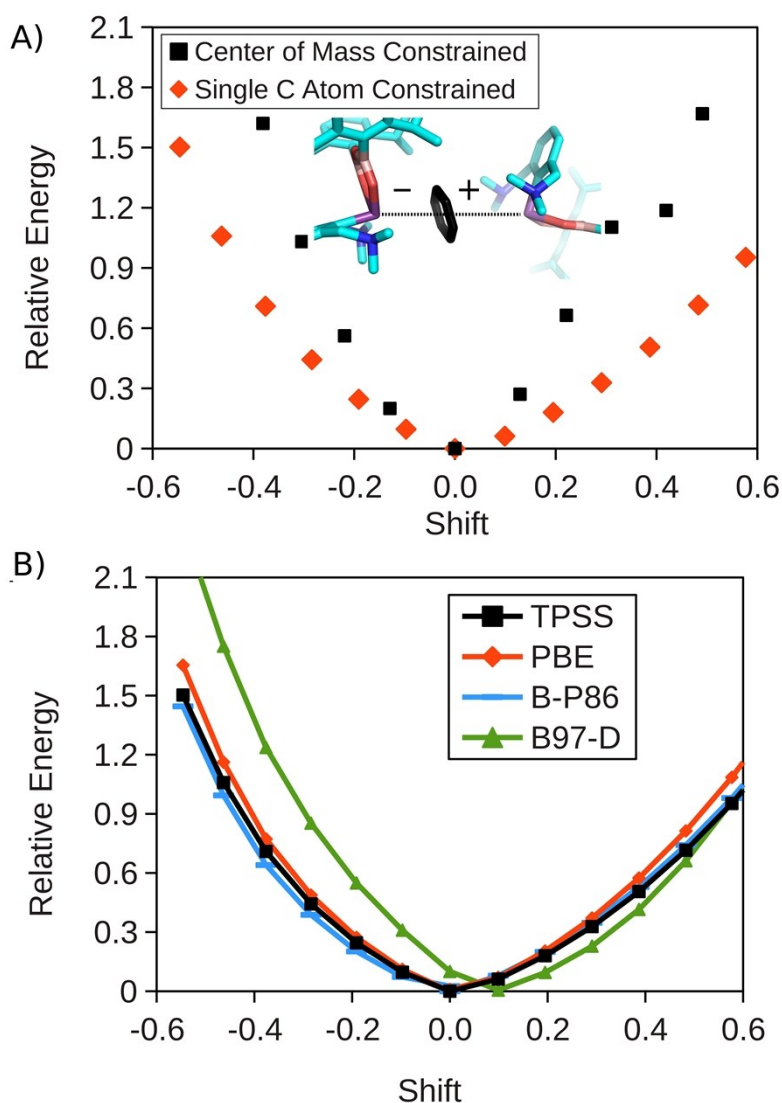 A)
2.1
1.8
1.5
1.2
0.9
0.6
0.3
0
Relative Energy
Center of Mass Constrained
Single C Atom Constrained
− +
-0.6 -0.4 -0.2 0.0 0.2 0.4 0.6
Shift
B)
2.1
1.8
1.5
1.2
0.9
0.6
0.3
0
Relative Energy
TPSS
PBE
B-P86
B97-D
-0.6 -0.4 -0.2 0.0 0.2 0.4 0.6
Shift